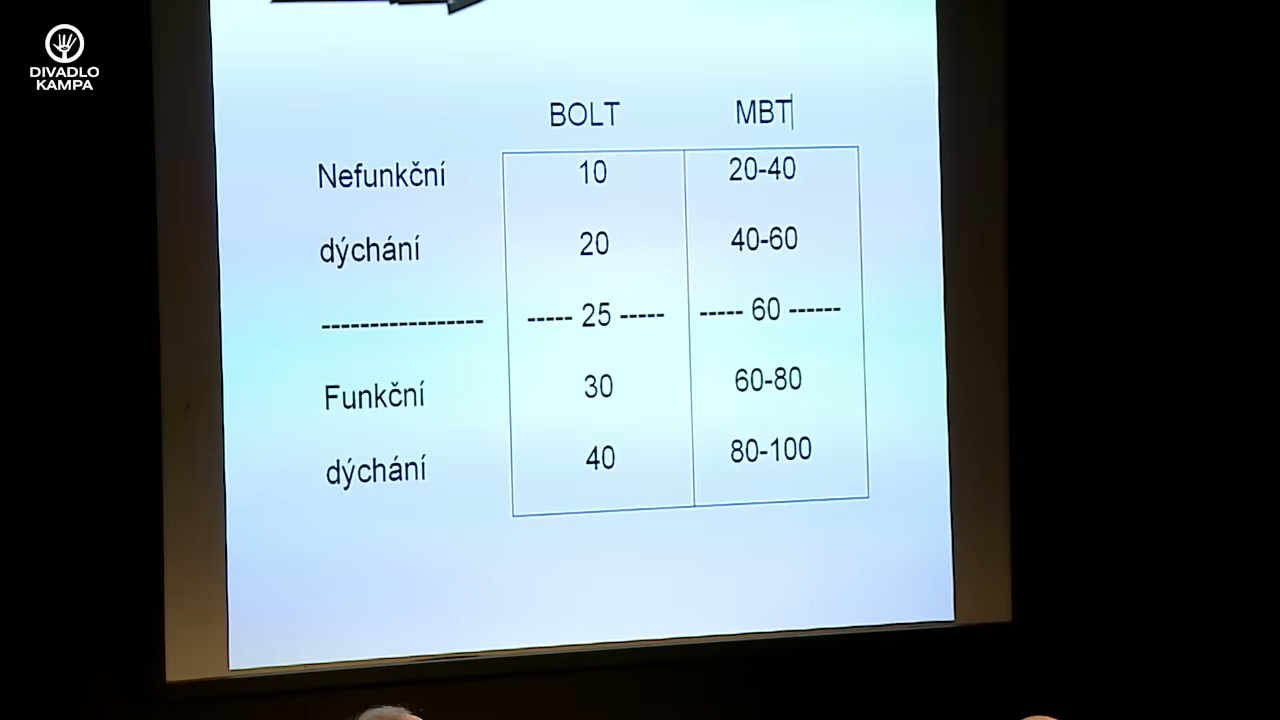 DIVADLO
KAMPA
BOLT MBT
Nefunkční 10 20-40
dýchání 20 40-60
----------------- ----- 25 ----- ----- 60 ------
Funkční 30 60-80
dýchání 40 80-100